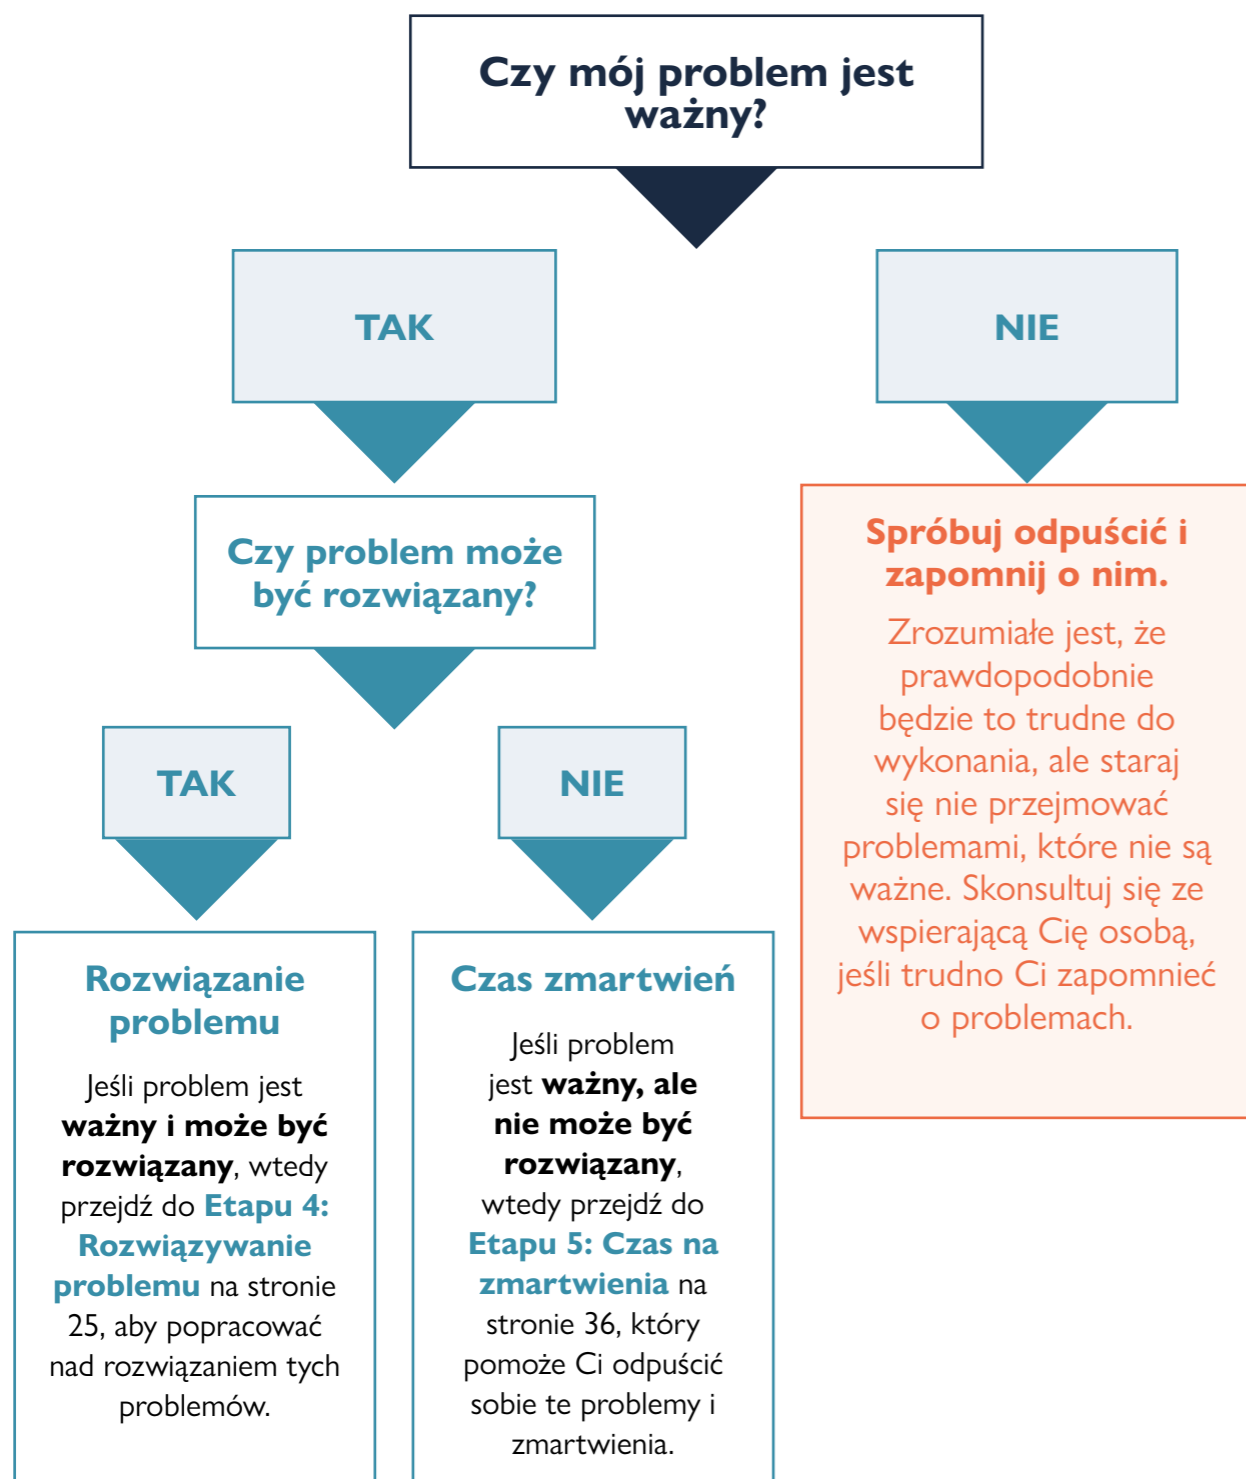 Czy mój problem jest
ważny?
TAK
NIE
Czy problem może
być rozwiązany?
TAK
NIE
Spróbuj odpuścić i
zapomnij o nim.
Zrozumiałe jest, że
prawdopodobnie
będzie to trudne do
wykonania, ale staraj
się nie przejmować
problemami, które nie są
ważne. Skonsultuj się ze
wspierającą Cię osobą,
jeśli trudno Ci zapomnieć
o problemach.
Rozwiązanie
problemu
Jeśli problem jest
ważny i może być
rozwiązany, wtedy
przejdź do Etapu 4:
Rozwiązywanie
problemu na stronie
25, aby popracować
nad rozwiązaniem tych
problemów.
Czas zmartwień
Jeśli problem
jest ważny, ale
nie może być
rozwiązany,
wtedy przejdź do
Etapu 5: Czas na
zmartwienia na
stronie 36, który
pomoże Ci odpuścić
sobie te problemy i
zmartwienia.